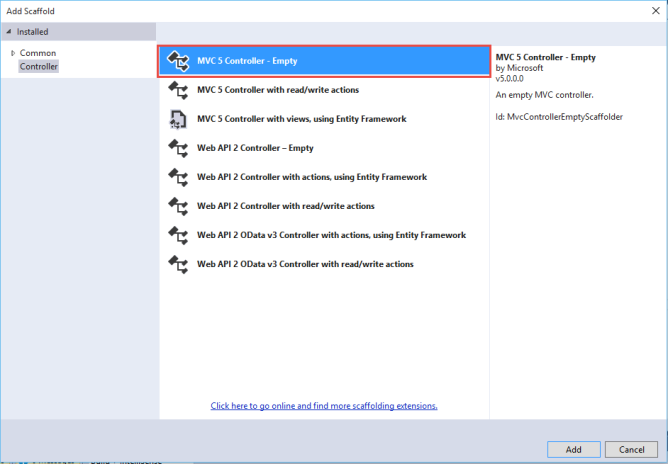 Add Scaffold
Installed
Common
Controller
MVC 5 Controller - Empty
MVC 5 Controller with read/write actions
MVC 5 Controller with views, using Entity Framework
Web API 2 Controller – Empty
Web API 2 Controller with actions, using Entity Framework
Web API 2 Controller with read/write actions
Web API 2 OData v3 Controller with actions, using Entity Framework
Web API 2 OData v3 Controller with read/write actions
Click here to go online and find more scaffolding extensions.
MVC 5 Controller - Empty
by Microsoft
v5.0.0.0
An empty MVC controller.
Id: MvcControllerEmptyScaffolder
Add
Cancel